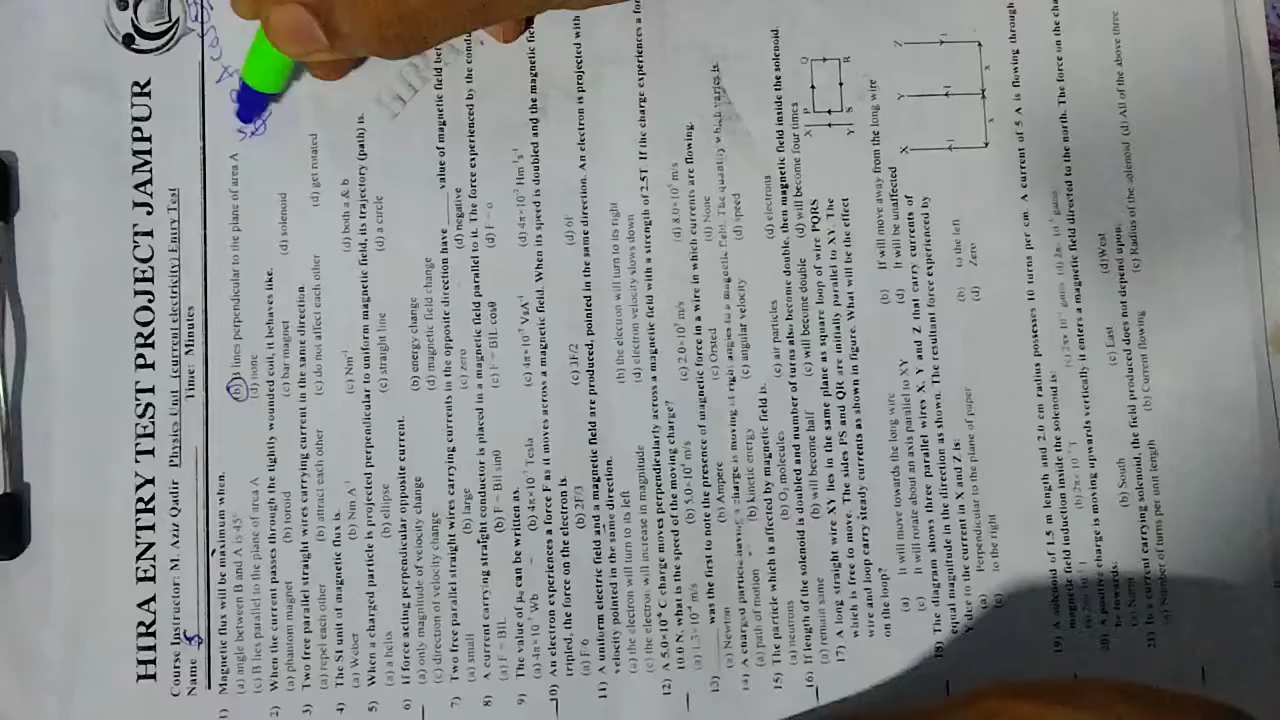 HIRA ENTRY TEST PROJECT JAMPUR
Course Instructor: M. Aziz Qadir Physics Unit (current electricity) Entry Test
Name Time: Minutes
1) Magnetic flux will be maximum when.
(a) angle between B and A is 45° (b) lines perpendicular to the plane of area A
(c) B lies parallel to the plane of area A (d) none
2) When the current passes through the tightly wounded coil, it behaves like.
(a) phantom magnet (b) toroid (c) bar magnet (d) solenoid
3) Two free parallel straight wires carrying current in the same direction.
(a) repel each other (b) attract each other (c) do not affect each other (d) get rotated
4) The SI unit of magnetic flux is.
(a) Weber (b) Nm A⁻¹ (c) Nm⁻¹ (d) both a & b
5) When a charged particle is projected perpendicular to uniform magnetic field, its trajectory (path) is.
(a) a helix (b) ellipse (c) straight line (d) a circle
6) If force acting perpendicular opposite current.
(a) only magnitude of velocity change (b) energy change
(c) direction of velocity change (d) magnetic field change
7) Two free parallel straight wires carrying currents in the opposite direction have ____ value of magnetic field bet
(a) small (b) large (c) zero (d) negative
8) A current carrying straight conductor is placed in a magnetic field parallel to it. The force experienced by the condu
(a) F = BIL (b) F = Bil sinθ (c) F = BIL cosθ (d) F = o
9) The value of μ₀ can be written as.
(a) 4π×10⁻⁷ Wb (b) 4π×10⁻⁷ Tesla (c) 4π×10⁻⁷ VsA⁻¹ (d) 4π×10⁻⁷ Hm⁻¹s⁻¹
10) An electron experiences a force F as it moves across a magnetic field. When its speed is doubled and the magnetic fiel
tripled, the force on the electron is.
(a) F/6 (b) 2F/3 (c) 3F/2 (d) 6F
11) A uniform electric field and a magnetic field are produced, pointed in the same direction. An electron is projected with
velocity pointed in the same direction.
(a) the electron will turn to its left (b) the electron will turn to its right
(c) the electron will increase in magnitude (d) electron velocity slows down
12) A 5.0×10 C charge moves perpendicularly across a magnetic field with a strength of 2.5T. If the charge experiences a for
10.0 N, what is the speed of the moving charge?
(a) 1.3×10⁻⁴ m/s (b) 5.0×10⁴ m/s (c) 2.0×10⁵ m/s (d) 8.0×10⁵ m/s
13) ____ was the first to note the presence of magnetic force in a wire in which currents are flowing.
(a) Newton (b) Ampere (c) Orsted (d) None
14) A charged particle having a charge is moving at right angles to a magnetic field. The quantity which varies is.
(a) path of motion (b) kinetic energy (c) angular velocity (d) speed
15) The particle which is affected by magnetic field is.
(a) neutrons (b) O₂ molecules (c) air particles (d) electrons
16) If length of the solenoid is doubled and number of turns also become double, then magnetic field inside the solenoid.
(a) remain same (b) will become half (c) will become double (d) will become four times
17) A long straight wire XY lies in the same plane as square loop of wire PQRS
which is free to move. The sides PS and QR are initially parallel to XY. The
wire and loop carry steady currents as shown in figure. What will be the effect
on the loop?
X P Q
Y S R
(a) It will move towards the long wire (b) It will move away from the long wire
(c) It will rotate about an axis parallel to XY (d) It will be unaffected
18) The diagram shows three parallel wires X, Y and Z that carry currents of
equal magnitude in the direction as shown. The resultant force experienced by
Y due to the current in X and Z is:
X Y Z
I I I
x x
(a) Perpendicular to the plane of paper (b) to the left
(c) to the right (d) Zero
19) A solenoid of 1.5 m length and 2.0 cm radius possesses 10 turns per cm. A current of 5 A is flowing through
magnetic field induction inside the solenoid is:
20) A positive charge is moving upwards vertically it enters a magnetic field directed to the north. The force on the cha
be towards:
(a) North (b) South (c) East (d) West
21) In a current carrying solenoid, the field produced does not depend upon.
(a) Number of turns per unit length (b) Current flowing (c) Radius of the solenoid (d) All of the above three